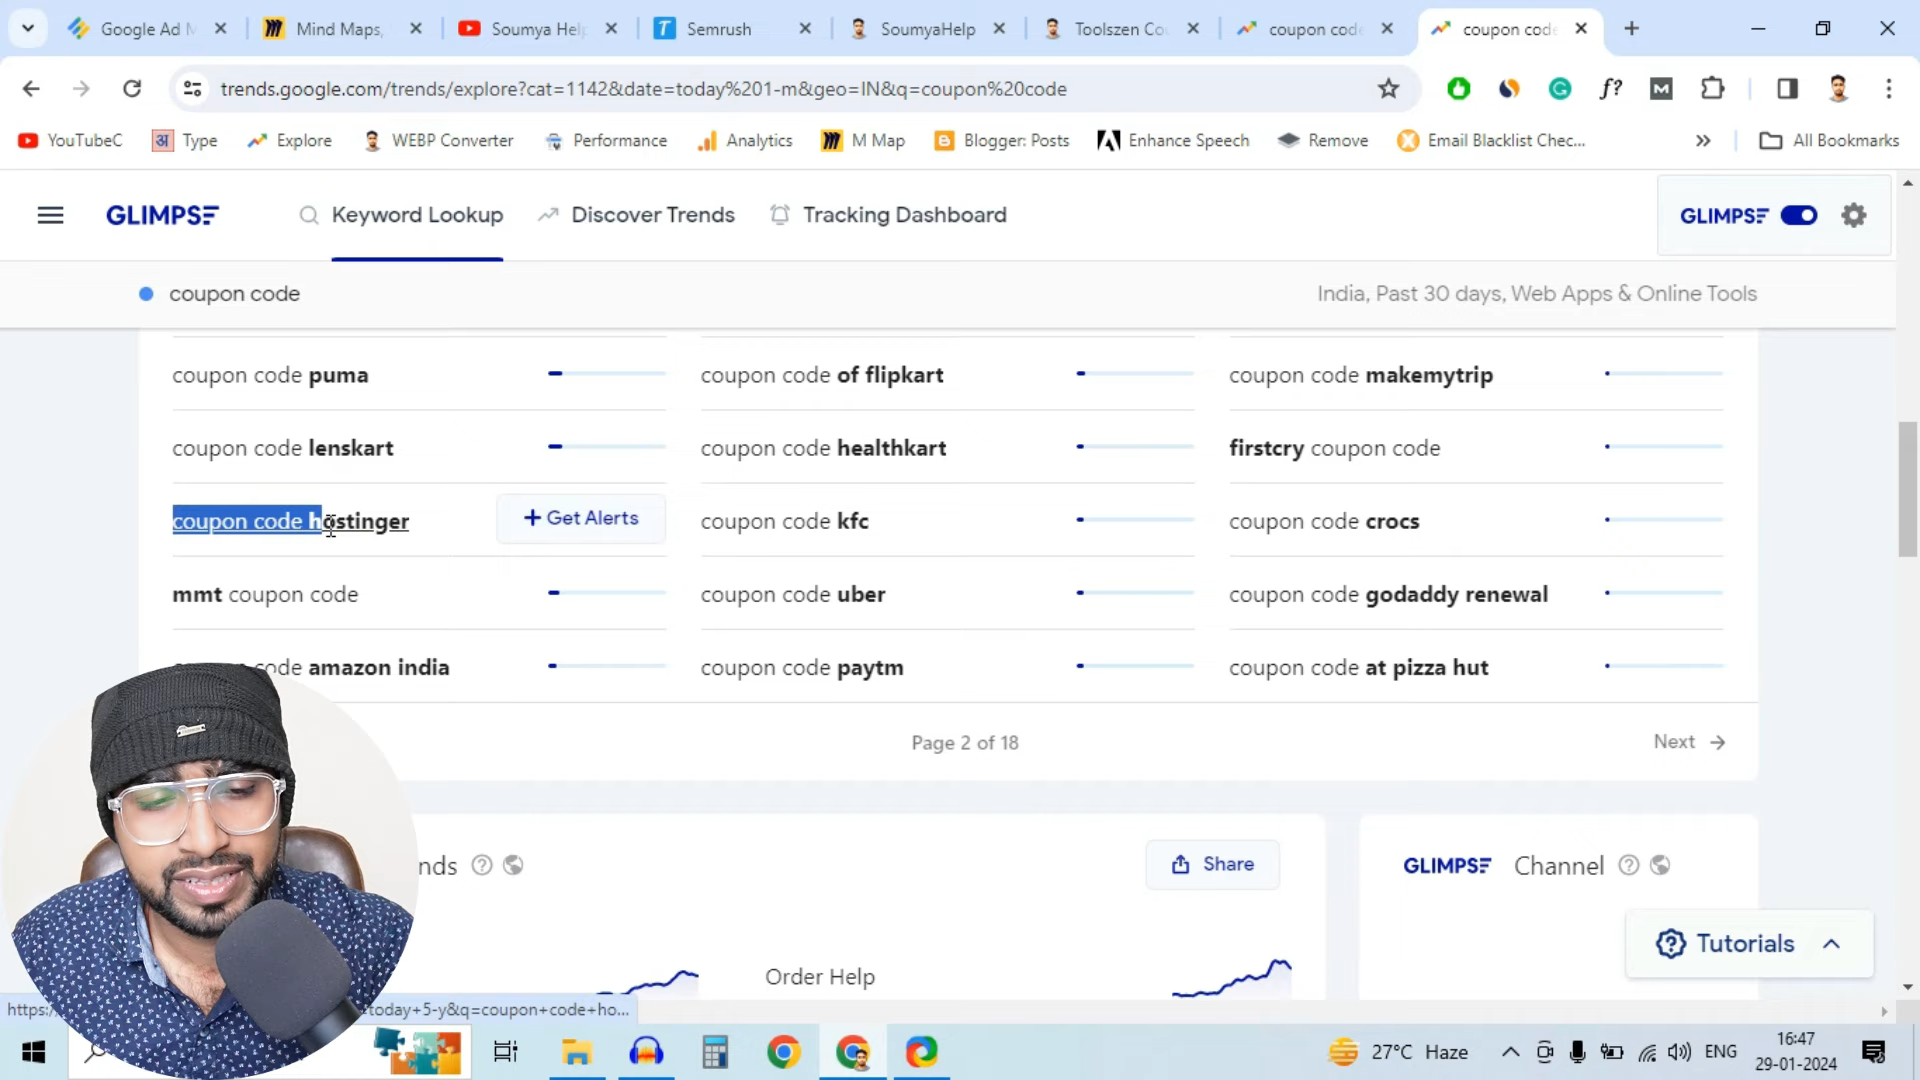 Google Ad M
Mind Maps,
Soumya Hel
Semrush
SoumyaHelp
Toolszen Co
coupon cod
coupon cod
trends.google.com/trends/explore?cat=1142&date=today%201-m&geo=IN&q=coupon%20code
YouTubeC
Type
Explore
WEBP Converter
Performance
Analytics
M Map
Blogger: Posts
Enhance Speech
Remove
Email Blacklist Chec...
All Bookmarks
GLIMPSE
Keyword Lookup
Discover Trends
Tracking Dashboard
GLIMPSE
coupon code
India, Past 30 days, Web Apps & Online Tools
coupon code puma
coupon code of flipkart
coupon code makemytrip
coupon code lenskart
coupon code healthkart
firstcry coupon code
coupon code hostinger
+ Get Alerts
coupon code kfc
coupon code crocs
mmt coupon code
coupon code uber
coupon code godaddy renewal
code amazon india
coupon code paytm
coupon code at pizza hut
Page 2 of 18
Next
nds
Share
GLIMPSE Channel
Order Help
Tutorials
https:/
today+5-y&q=coupon+code+ho...
27°C Haze
ENG
16:47
29-01-2024